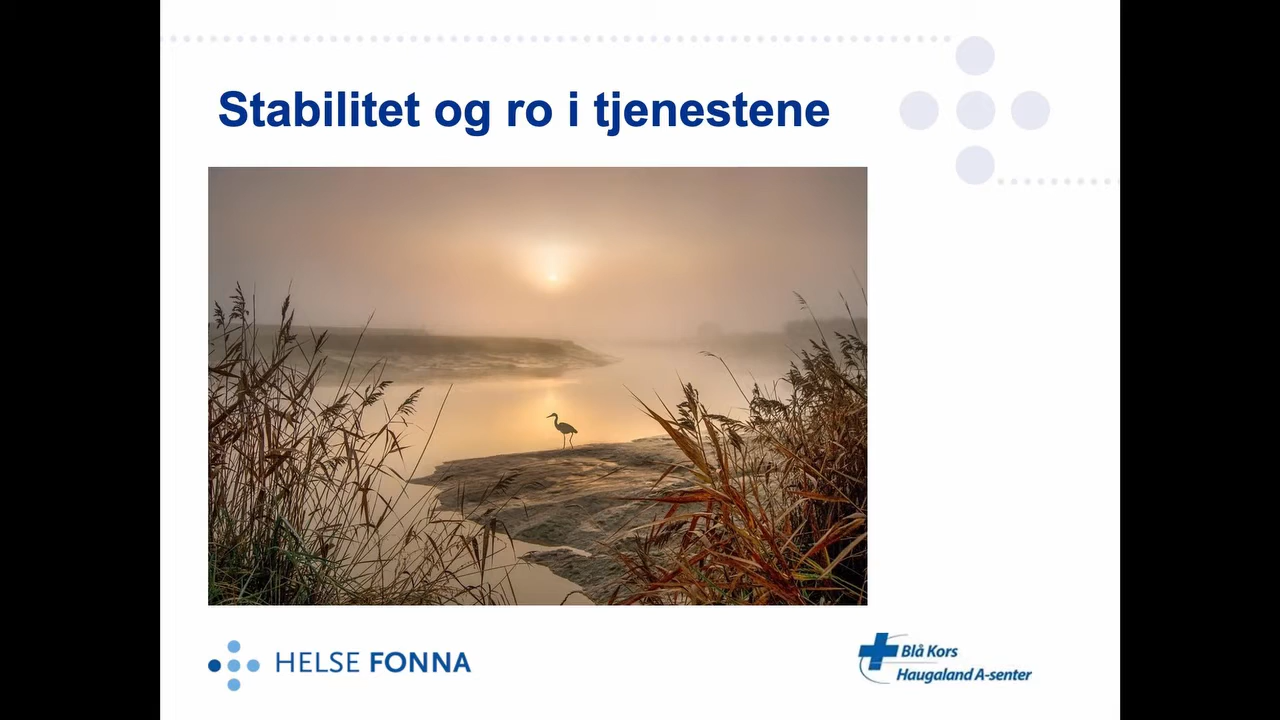 Stabilitet og ro i tjenestene
HELSE FONNA
Blå Kors
Haugaland A-senter